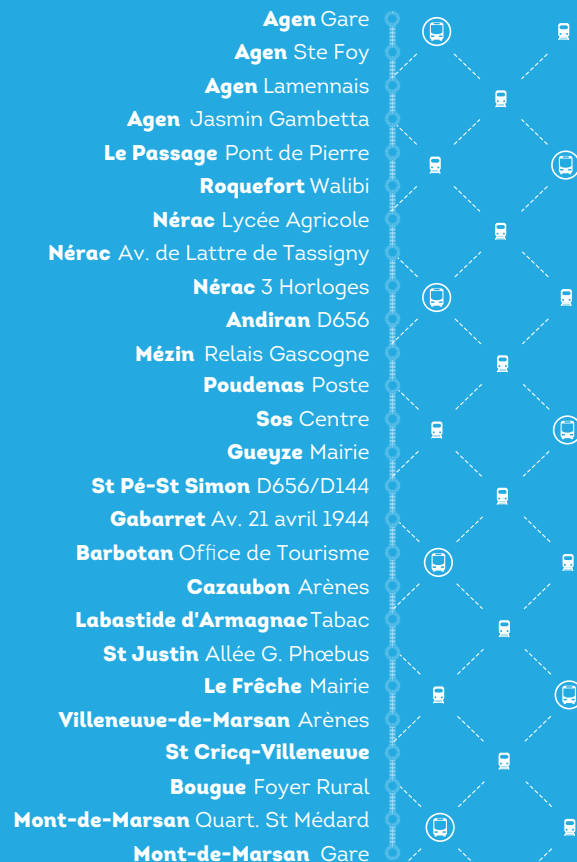 Agen Gare
Agen Ste Foy
Agen Lamennais
Agen Jasmin Gambetta
Le Passage Pont de Pierre
Roquefort Walibi
Nérac Lycée Agricole
Nérac Av. de Lattre de Tassigny
Nérac 3 Horloges
Andiran D656
Mézin Relais Gascogne
Poudenas Poste
Sos Centre
Gueyze Mairie
St Pé-St Simon D656/D144
Gabarret Av. 21 avril 1944
Barbotan Office de Tourisme
Cazaubon Arènes
Labastide d'Armagnac Tabac
St Justin Allée G. Phœbus
Le Frêche Mairie
Villeneuve-de-Marsan Arènes
St Cricq-Villeneuve
Bougue Foyer Rural
Mont-de-Marsan Quart. St Médard
Mont-de-Marsan Gare